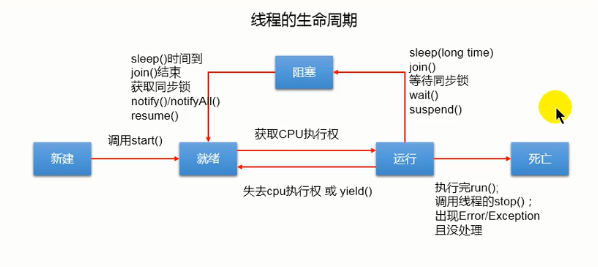 线程的生命周期
sleep()时间到
join()结束
获取同步锁
notify()/notifyAll()
resume()
阻塞
sleep(long time)
join()
等待同步锁
wait()
suspend()
新建
调用start()
就绪
获取CPU执行权
失去cpu执行权 或 yield()
运行
死亡
执行完run();
调用线程的stop()；
出现Error/Exception
且没处理